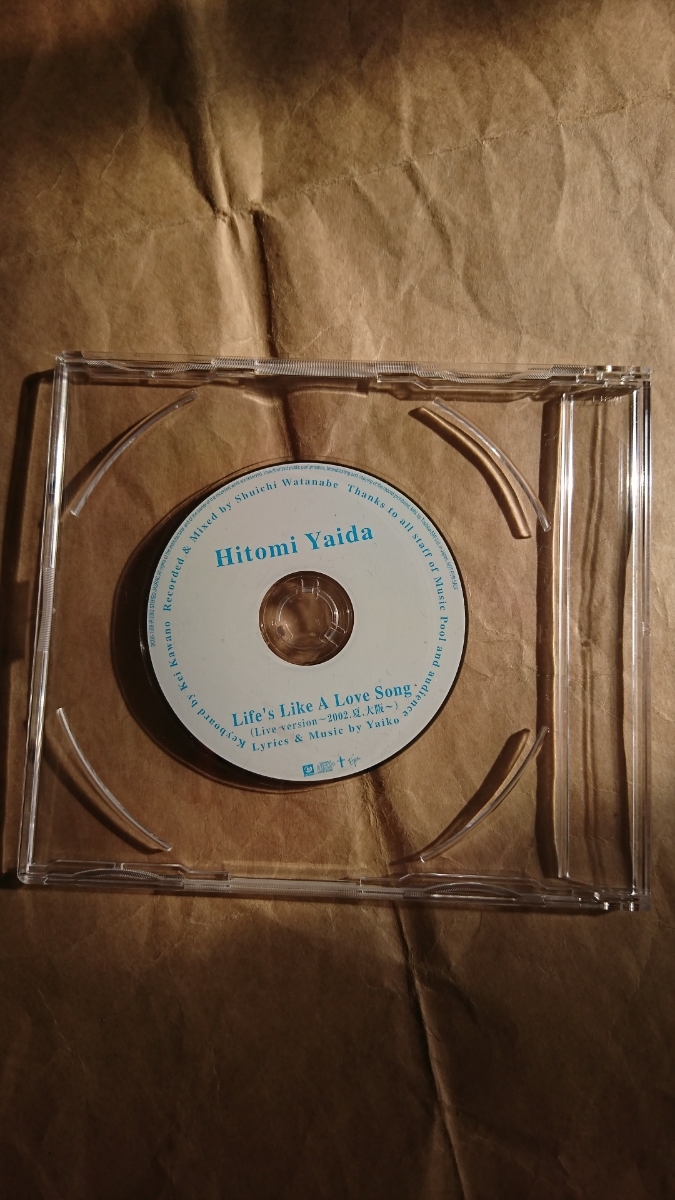 Hitomi Yaida
Life's Like A Love Song
(Live version～2002.夏.大阪～)
Lyrics & Music by Yaiko
Keyboard by Kei Kawano Recorded & Mixed by Shuichi Watanabe Thanks to all staff of Music Pool and audience.